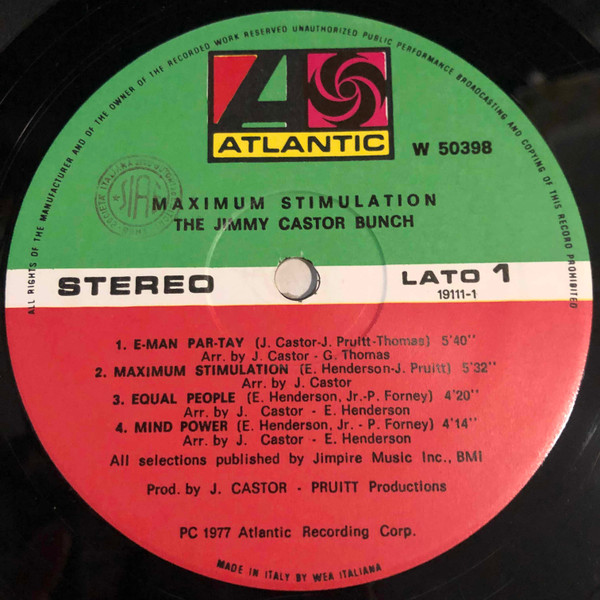 ALL RIGHTS OF THE MANUFACTURER AND OF THE OWNER OF THE RECORDED WORK RESERVED UNAUTHORIZED PUBLIC PERFORMANCE BROADCASTING AND COPYING OF THIS RECORD PROHIBITED
A
ATLANTIC
W 50398
SIAE
MAXIMUM STIMULATION
THE JIMMY CASTOR BUNCH
STEREO
LATO 1
19111-1
1. E-MAN PAR-TAY (J. Castor-J. Pruitt-Thomas) 5'40''
Arr. by J. Castor - G. Thomas
2. MAXIMUM STIMULATION (E. Henderson-J. Pruitt) 5'32''
Arr. by J. Castor
3. EQUAL PEOPLE (E. Henderson, Jr.-P. Forney) 4'20''
Arr. by J. Castor - E. Henderson
4. MIND POWER (E. Henderson, Jr. - P. Forney) 4'14''
Arr. by J. Castor - E. Henderson
All selections published by Jimpire Music Inc., BMI
Prod. by J. CASTOR - PRUITT Productions
PC 1977 Atlantic Recording Corp.
MADE IN ITALY BY WEA ITALIANA